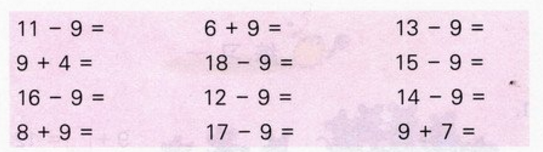 11 − 9 = 6 + 9 = 13 − 9 =
9 + 4 = 18 − 9 = 15 − 9 =
16 − 9 = 12 − 9 = 14 − 9 =
8 + 9 = 17 − 9 = 9 + 7 =